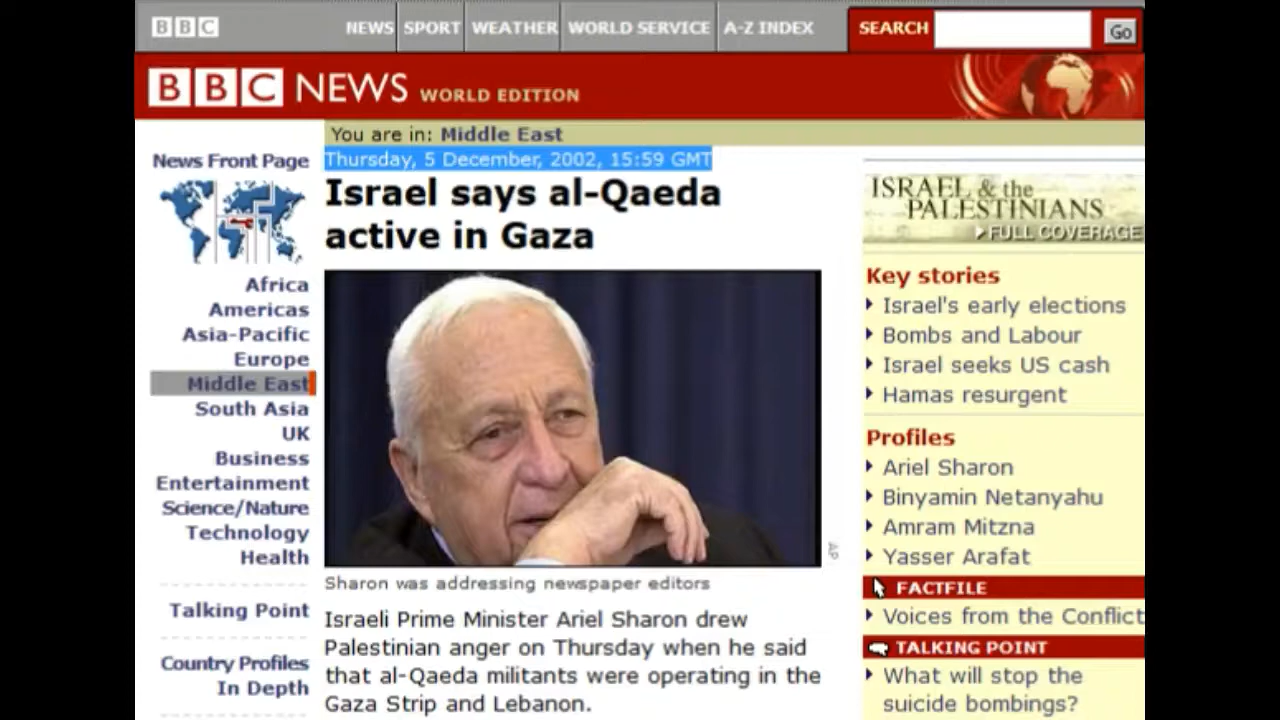 BBC NEWS SPORT WEATHER WORLD SERVICE A-Z INDEX SEARCH Go
BBC NEWS WORLD EDITION
You are in: Middle East
News Front Page
Africa
Americas
Asia-Pacific
Europe
Middle East
South Asia
UK
Business
Entertainment
Science/Nature
Technology
Health
Talking Point
Country Profiles
In Depth
Thursday, 5 December, 2002, 15:59 GMT
Israel says al-Qaeda
active in Gaza
AP
Sharon was addressing newspaper editors
Israeli Prime Minister Ariel Sharon drew
Palestinian anger on Thursday when he said
that al-Qaeda militants were operating in the
Gaza Strip and Lebanon.
ISRAEL & the
PALESTINIANS
FULL COVERAGE
Key stories
Israel's early elections
Bombs and Labour
Israel seeks US cash
Hamas resurgent
Profiles
Ariel Sharon
Binyamin Netanyahu
Amram Mitzna
Yasser Arafat
FACTFILE
Voices from the Conflict
TALKING POINT
What will stop the
suicide bombings?